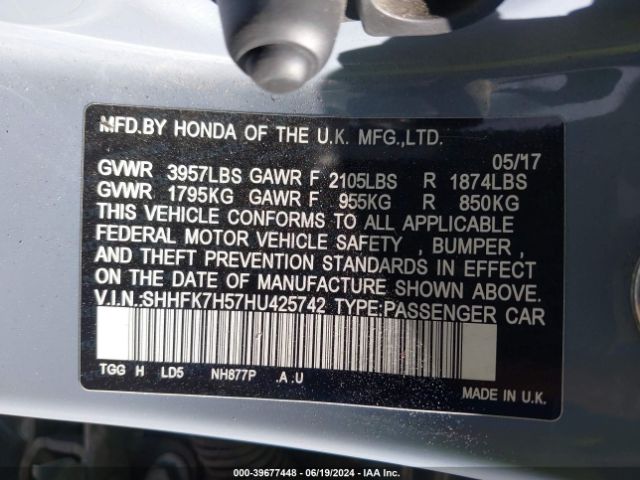 MFD.BY HONDA OF THE U.K. MFG.,LTD.
05/17
GVWR 3957LBS GAWR F 2105LBS R 1874LBS
GVWR 1795KG GAWR F 955KG R 850KG
THIS VEHICLE CONFORMS TO ALL APPLICABLE
FEDERAL MOTOR VEHICLE SAFETY , BUMPER ,
AND THEFT PREVENTION STANDARDS IN EFFECT
ON THE DATE OF MANUFACTURE SHOWN ABOVE.
V.I.N.:SHHFK7H57HU425742 TYPE:PASSENGER CAR
TGG H LD5 NH877P .A .U
MADE IN U.K.
000-39677448 - 06/19/2024 - IAA Inc.